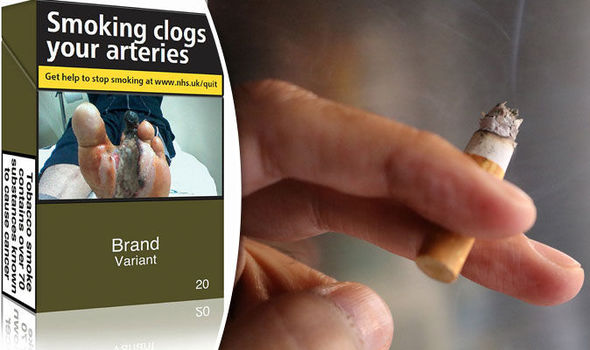 Smoking clogs
your arteries
Get help to stop smoking at www.nhs.uk/quit
Tobacco smoke
contains over 70
substances known
to cause cancer
Brand
Variant
20